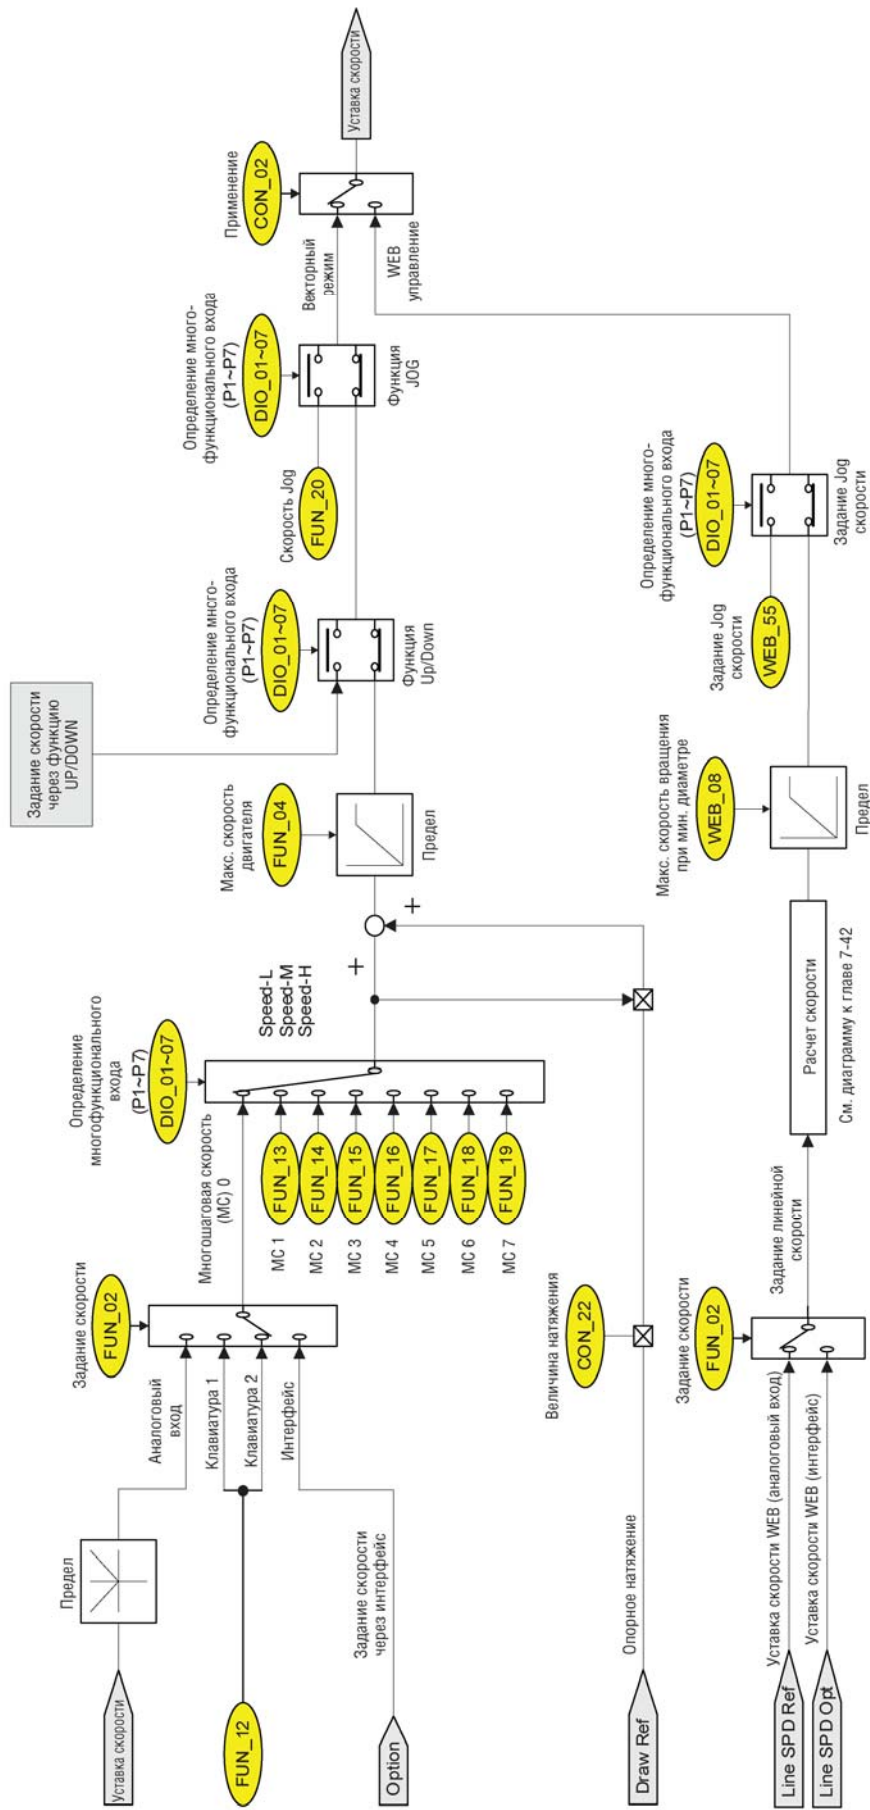 Уставка скорости
Предел
Аналоговый
вход
FUN_12
Клавиатура 1
Клавиатура 2
Интерфейс
Option
Задание скорости
через интерфейс
Задание скорости
FUN_02
Многошаговая скорость
(МС) 0
МС 1
FUN_13
МС 2
FUN_14
МС 3
FUN_15
МС 4
FUN_16
МС 5
FUN_17
МС 6
FUN_18
МС 7
FUN_19
Определение
многофункционального
входа
(P1~P7)
DIO_01~07
Speed-L
Speed-M
Speed-H
+
+
Макс. скорость
двигателя
FUN_04
Предел
Задание скорости
через функцию
UP/DOWN
Определение мнсго-
функционального входа
(P1~P7)
DIO_01~07
Функция
Up/Down
Скорость Jog
FUN_20
Определение много-
функционального входа
(P1~P7)
DIO_01~07
Функция
JOG
Векторный
режим
WEB
управление
Применение
CON_02
Уставка скорости
Draw Ref
Опорное натяжение
Величина натяжения
CON_22
Line SPD Ref
Уставка скорости WEB (аналоговый вход)
Line SPD Opt
Уставка скорости WEB (интерфейс)
Задание скорости
FUN_02
Задание линейной
скорости
Расчет скорости
См. диаграмму к главе 7-42
Макс. скорость вращения
при мин. диаметре
WEB_08
Предел
Задание Jog
скорости
WEB_55
Определение много-
функционального входа
(P1~P7)
DIO_01~07
Задание Jog
скорости